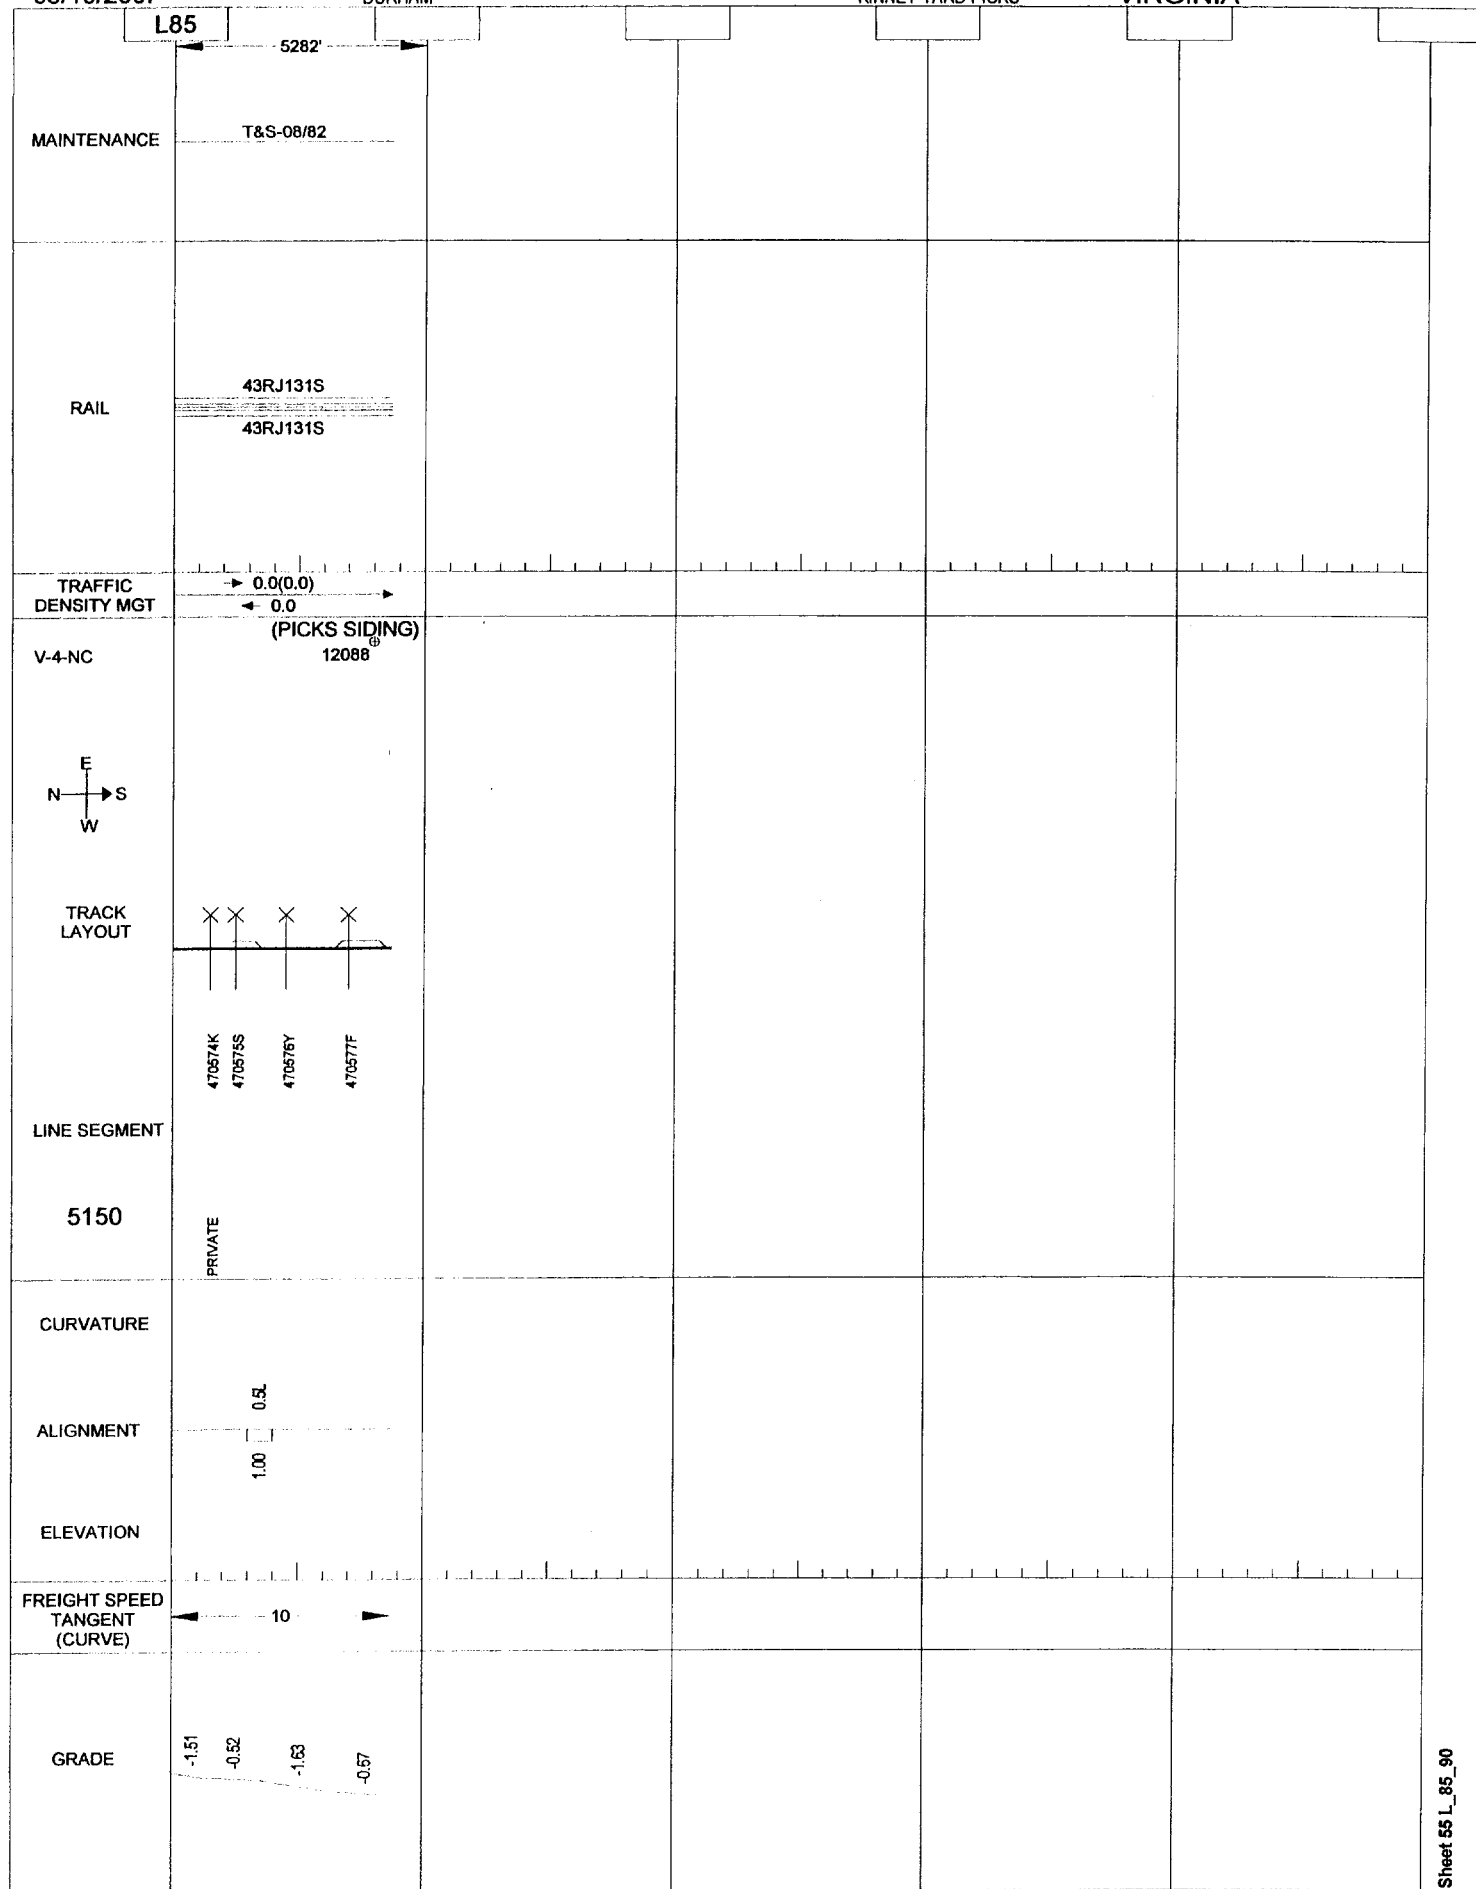 L85
5282'
MAINTENANCE
T&S-08/82
RAIL
43RJ131S
43RJ131S
TRAFFIC
DENSITY MGT
0.0(0.0)
0.0
(PICKS SIDING)
12088
V-4-NC
E
N
S
W
TRACK
LAYOUT
470574K
470575S
470576Y
470577F
LINE SEGMENT
5150
PRIVATE
CURVATURE
0.5L
ALIGNMENT
1.00
ELEVATION
FREIGHT SPEED
TANGENT
(CURVE)
10
GRADE
-1.51
-0.52
-1.63
-0.57
Sheet 55 L_85_90